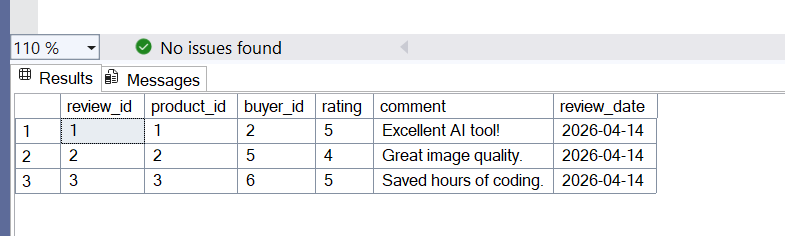 110 % No issues found
Results Messages
review_id product_id buyer_id rating comment review_date
1 1 1 2 5 Excellent AI tool! 2026-04-14
2 2 2 5 4 Great image quality. 2026-04-14
3 3 3 6 5 Saved hours of coding. 2026-04-14